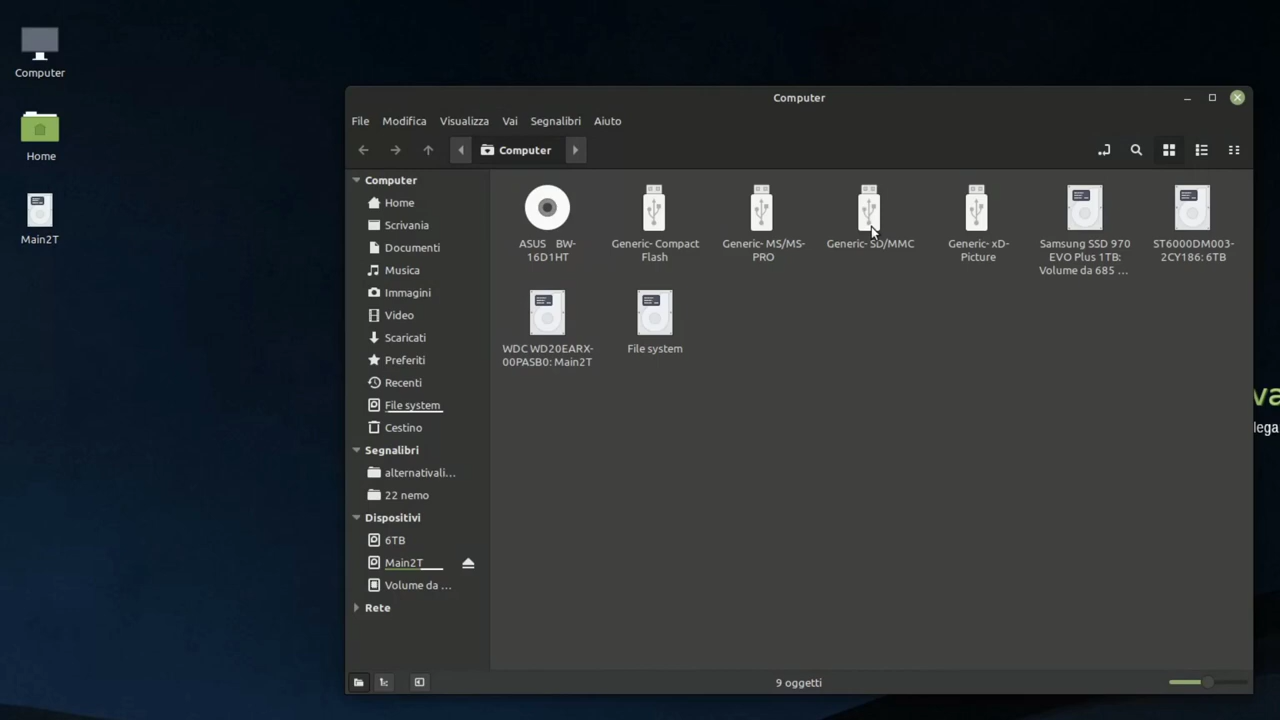 Computer
Home
Main2T
Computer
File Modifica Visualizza Vai Segnalibri Aiuto
Computer
Computer
Home
Scrivania
Documenti
Musica
Immagini
Video
Scaricati
Preferiti
Recenti
File system
Cestino
Segnalibri
alternativali...
22 nemo
Dispositivi
6TB
Main2T
Volume da ...
Rete
ASUS BW-
16D1HT
Generic- Compact
Flash
Generic- MS/MS-
PRO
Generic- SD/MMC
Generic- xD-
Picture
Samsung SSD 970
EVO Plus 1TB:
Volume da 685 ...
ST6000DM003-
2CY186: 6TB
WDC WD20EARX-
00PASB0: Main2T
File system
9 oggetti
va
lega